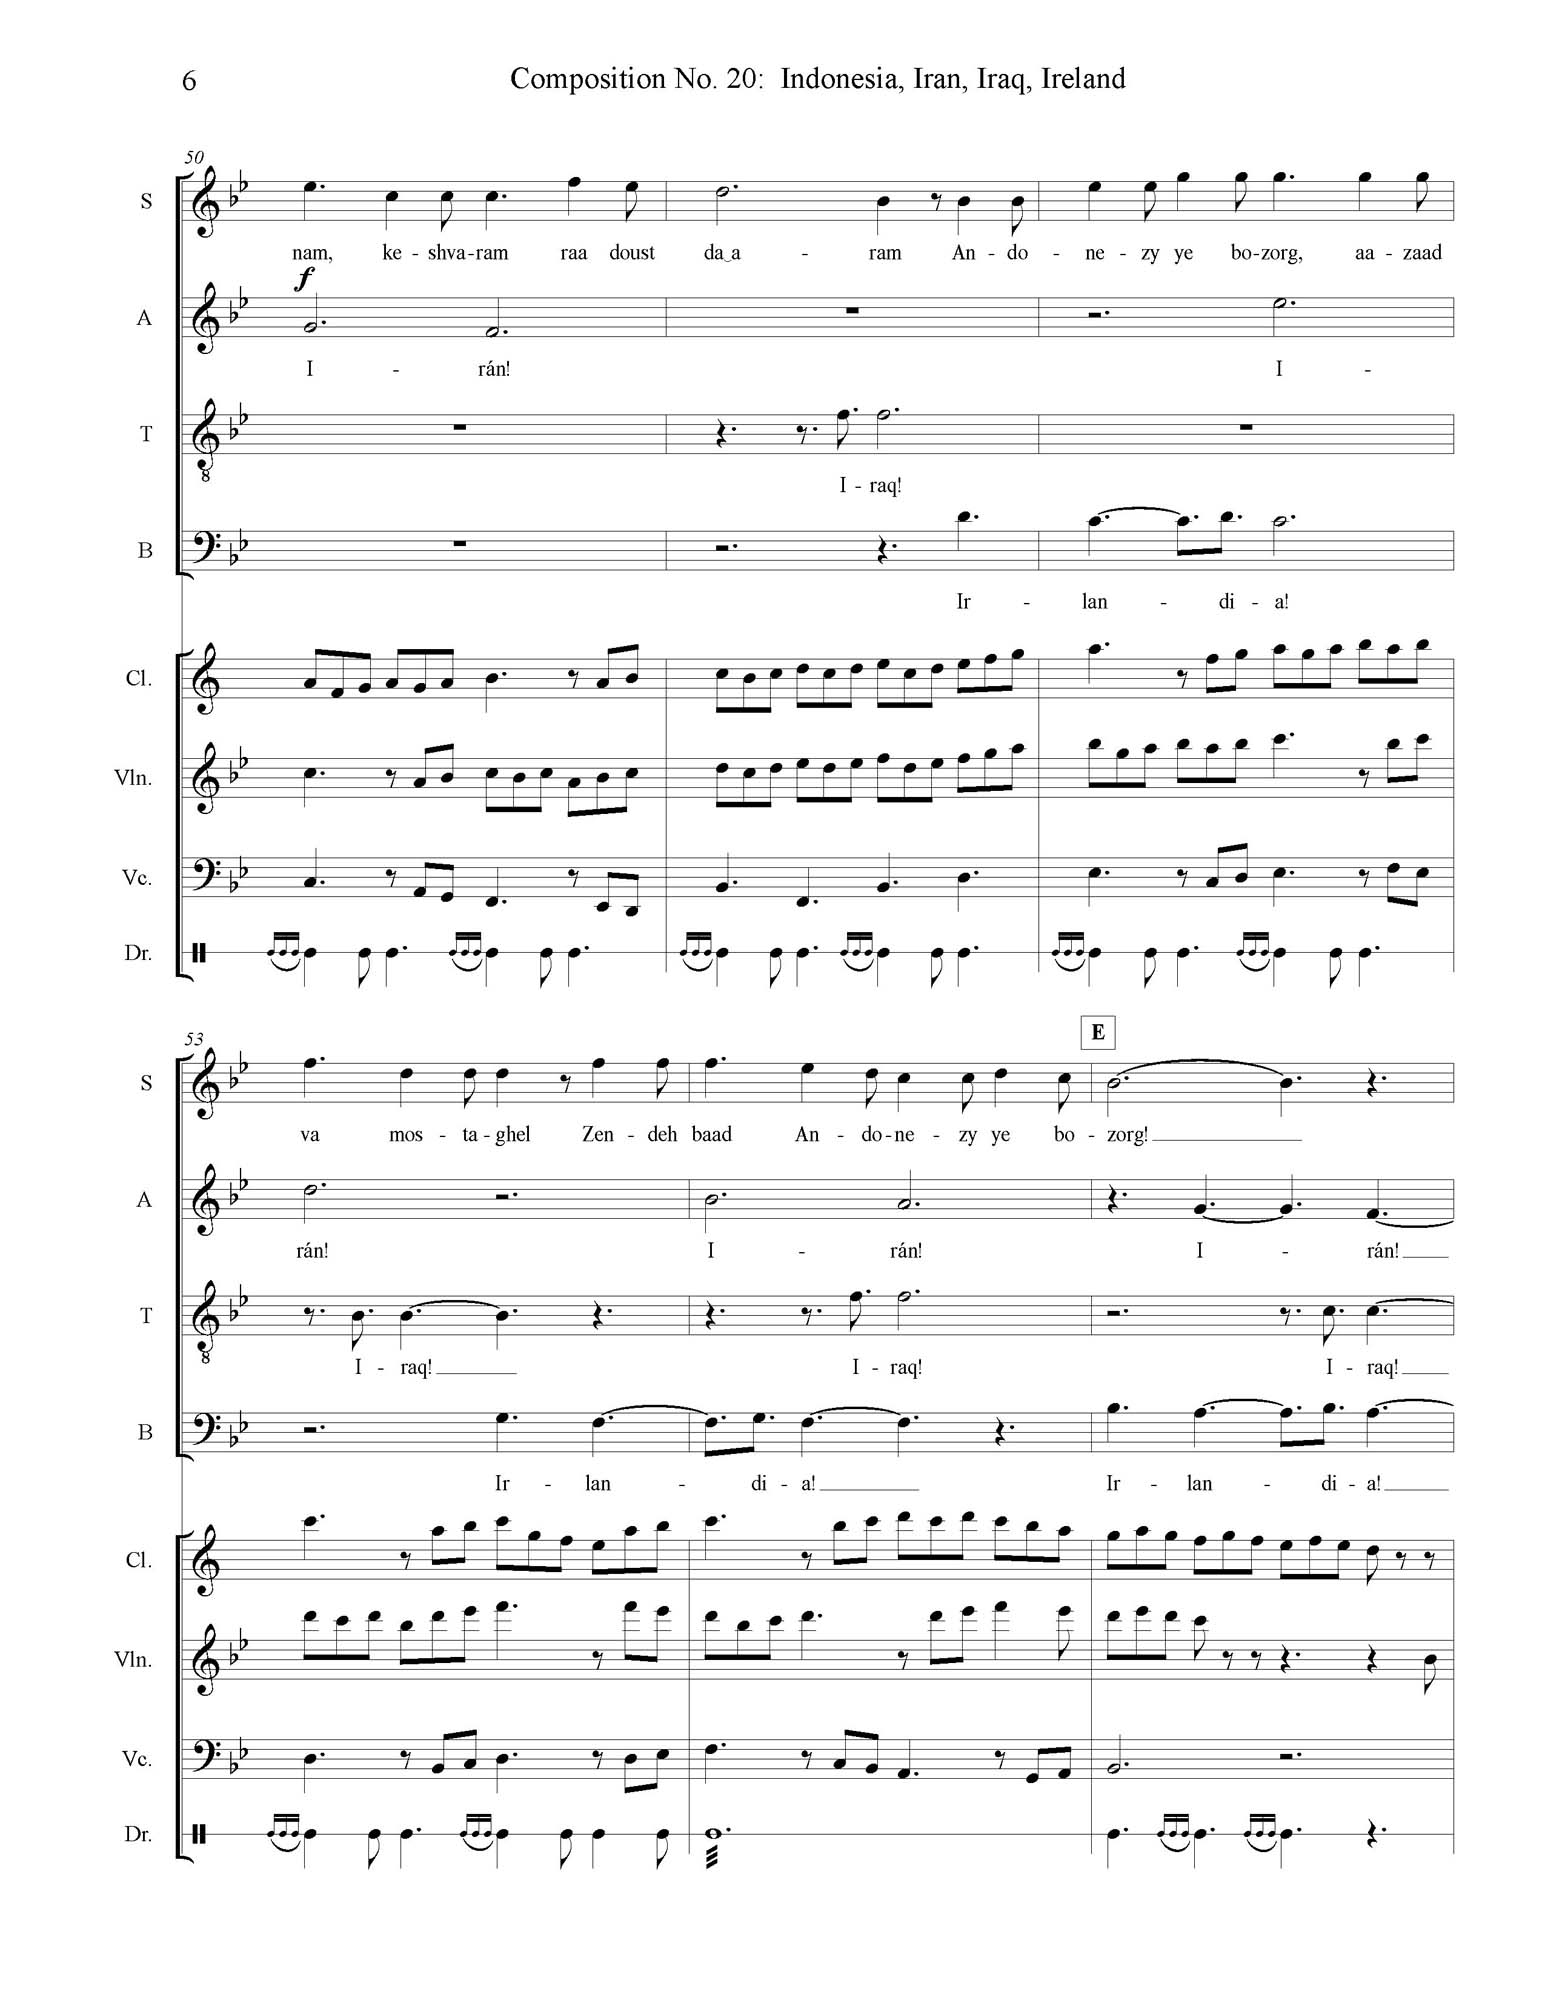 6 Composition No. 20: Indonesia, Iran, Iraq, Ireland
50
S
nam, ke - shva - ram raa doust da‿a - ram An - do - ne - zy ye bo - zorg, aa - zaad
f
A
I - rán! I -
T
8
I - raq!
B
Ir - lan - di - a!
Cl.
Vln.
Vc.
Dr.
53
E
S
va mos - ta - ghel Zen - deh baad An - do - ne - zy ye bo - zorg!
A
rán! I - rán! I - rán!
T
8
I - raq! I - raq! I - raq!
B
Ir - lan - di - a! Ir - lan - di - a!
Cl.
Vln.
Vc.
Dr.